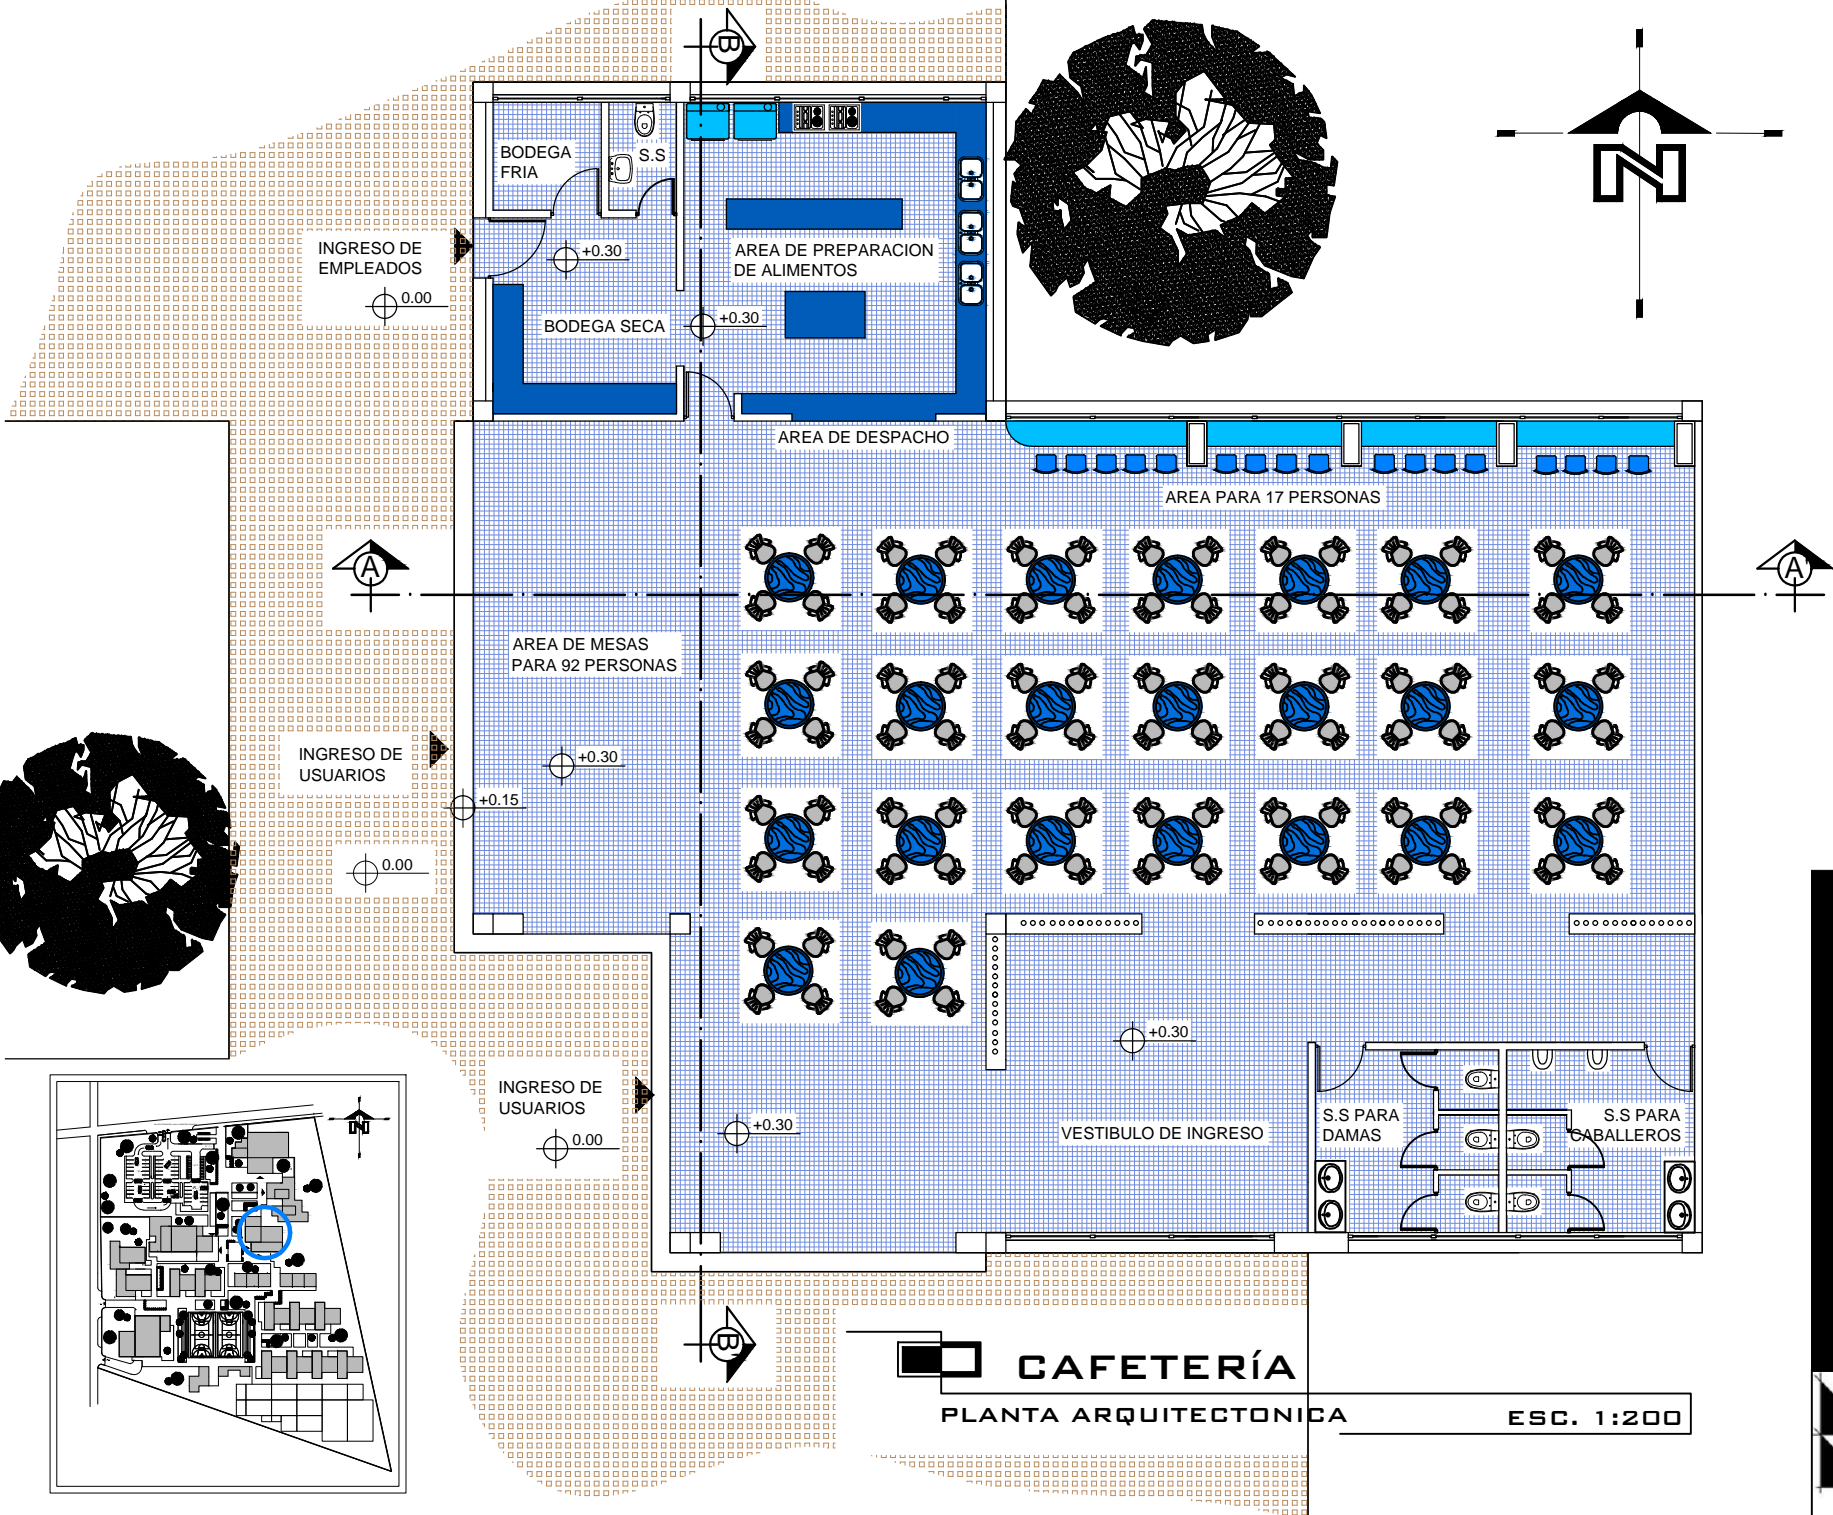 B
N
BODEGA
FRIA
S.S
INGRESO DE
EMPLEADOS
0.00
+0.30
AREA DE PREPARACION
DE ALIMENTOS
BODEGA SECA
+0.30
AREA DE DESPACHO
AREA PARA 17 PERSONAS
A
A'
AREA DE MESAS
PARA 92 PERSONAS
INGRESO DE
USUARIOS
+0.30
+0.15
0.00
+0.30
INGRESO DE
USUARIOS
0.00
+0.30
VESTIBULO DE INGRESO
S.S PARA
DAMAS
S.S PARA
CABALLEROS
N
B'
CAFETERíA
PLANTA ARQUITECTONICA
ESC. 1:200